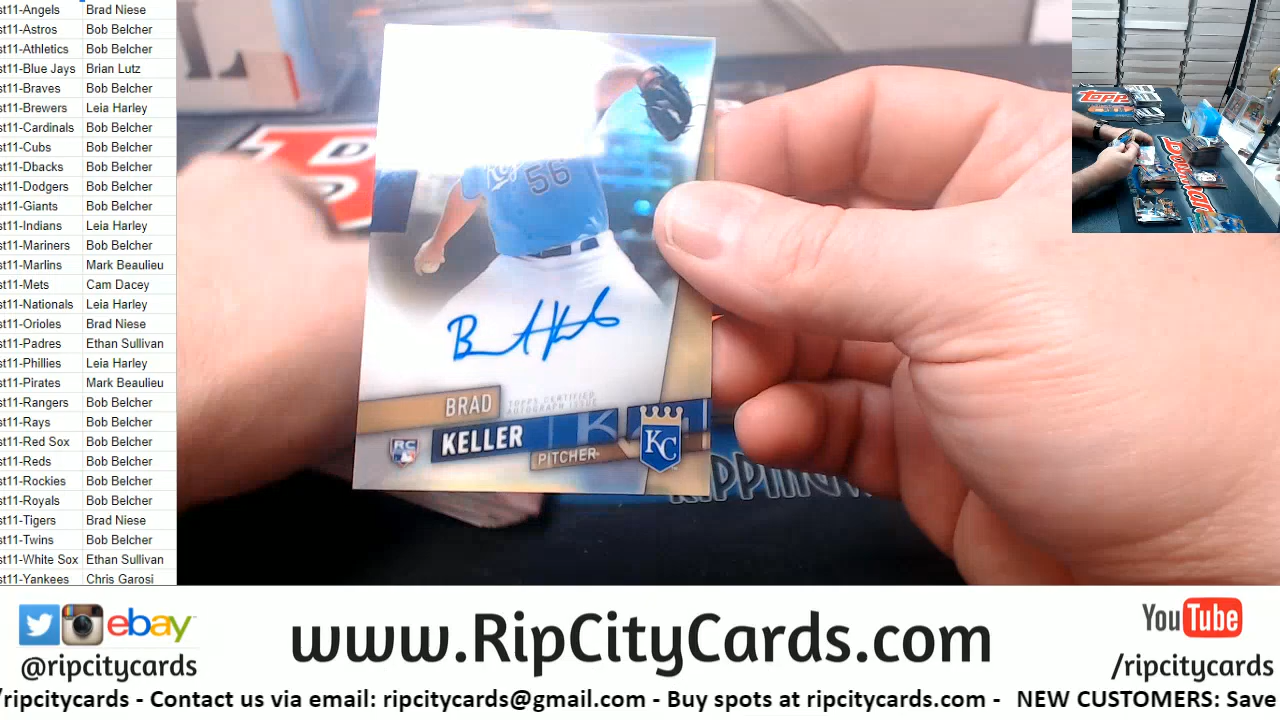 st11-Angels Brad Niese
st11-Astros Bob Belcher
st11-Athletics Bob Belcher
st11-Blue Jays Brian Lutz
st11-Braves Bob Belcher
st11-Brewers Leia Harley
st11-Cardinals Bob Belcher
st11-Cubs Bob Belcher
st11-Dbacks Bob Belcher
st11-Dodgers Bob Belcher
st11-Giants Bob Belcher
st11-Indians Leia Harley
st11-Mariners Bob Belcher
st11-Marlins Mark Beaulieu
st11-Mets Cam Dacey
st11-Nationals Leia Harley
st11-Orioles Brad Niese
st11-Padres Ethan Sullivan
st11-Phillies Leia Harley
st11-Pirates Mark Beaulieu
st11-Rangers Bob Belcher
st11-Rays Bob Belcher
st11-Red Sox Bob Belcher
st11-Reds Bob Belcher
st11-Rockies Bob Belcher
st11-Royals Bob Belcher
st11-Tigers Brad Niese
st11-Twins Bob Belcher
st11-White Sox Ethan Sullivan
st11-Yankees Chris Garosi
56
BRAD
TOPPS CERTIFIED
AUTOGRAPH ISSUE
RC
KELLER
KC
PITCHER
Topps
Bowman
ebay
@ripcitycards
www.RipCityCards.com
YouTube
/ripcitycards
/ripcitycards - Contact us via email: ripcitycards@gmail.com - Buy spots at ripcitycards.com - NEW CUSTOMERS: Save